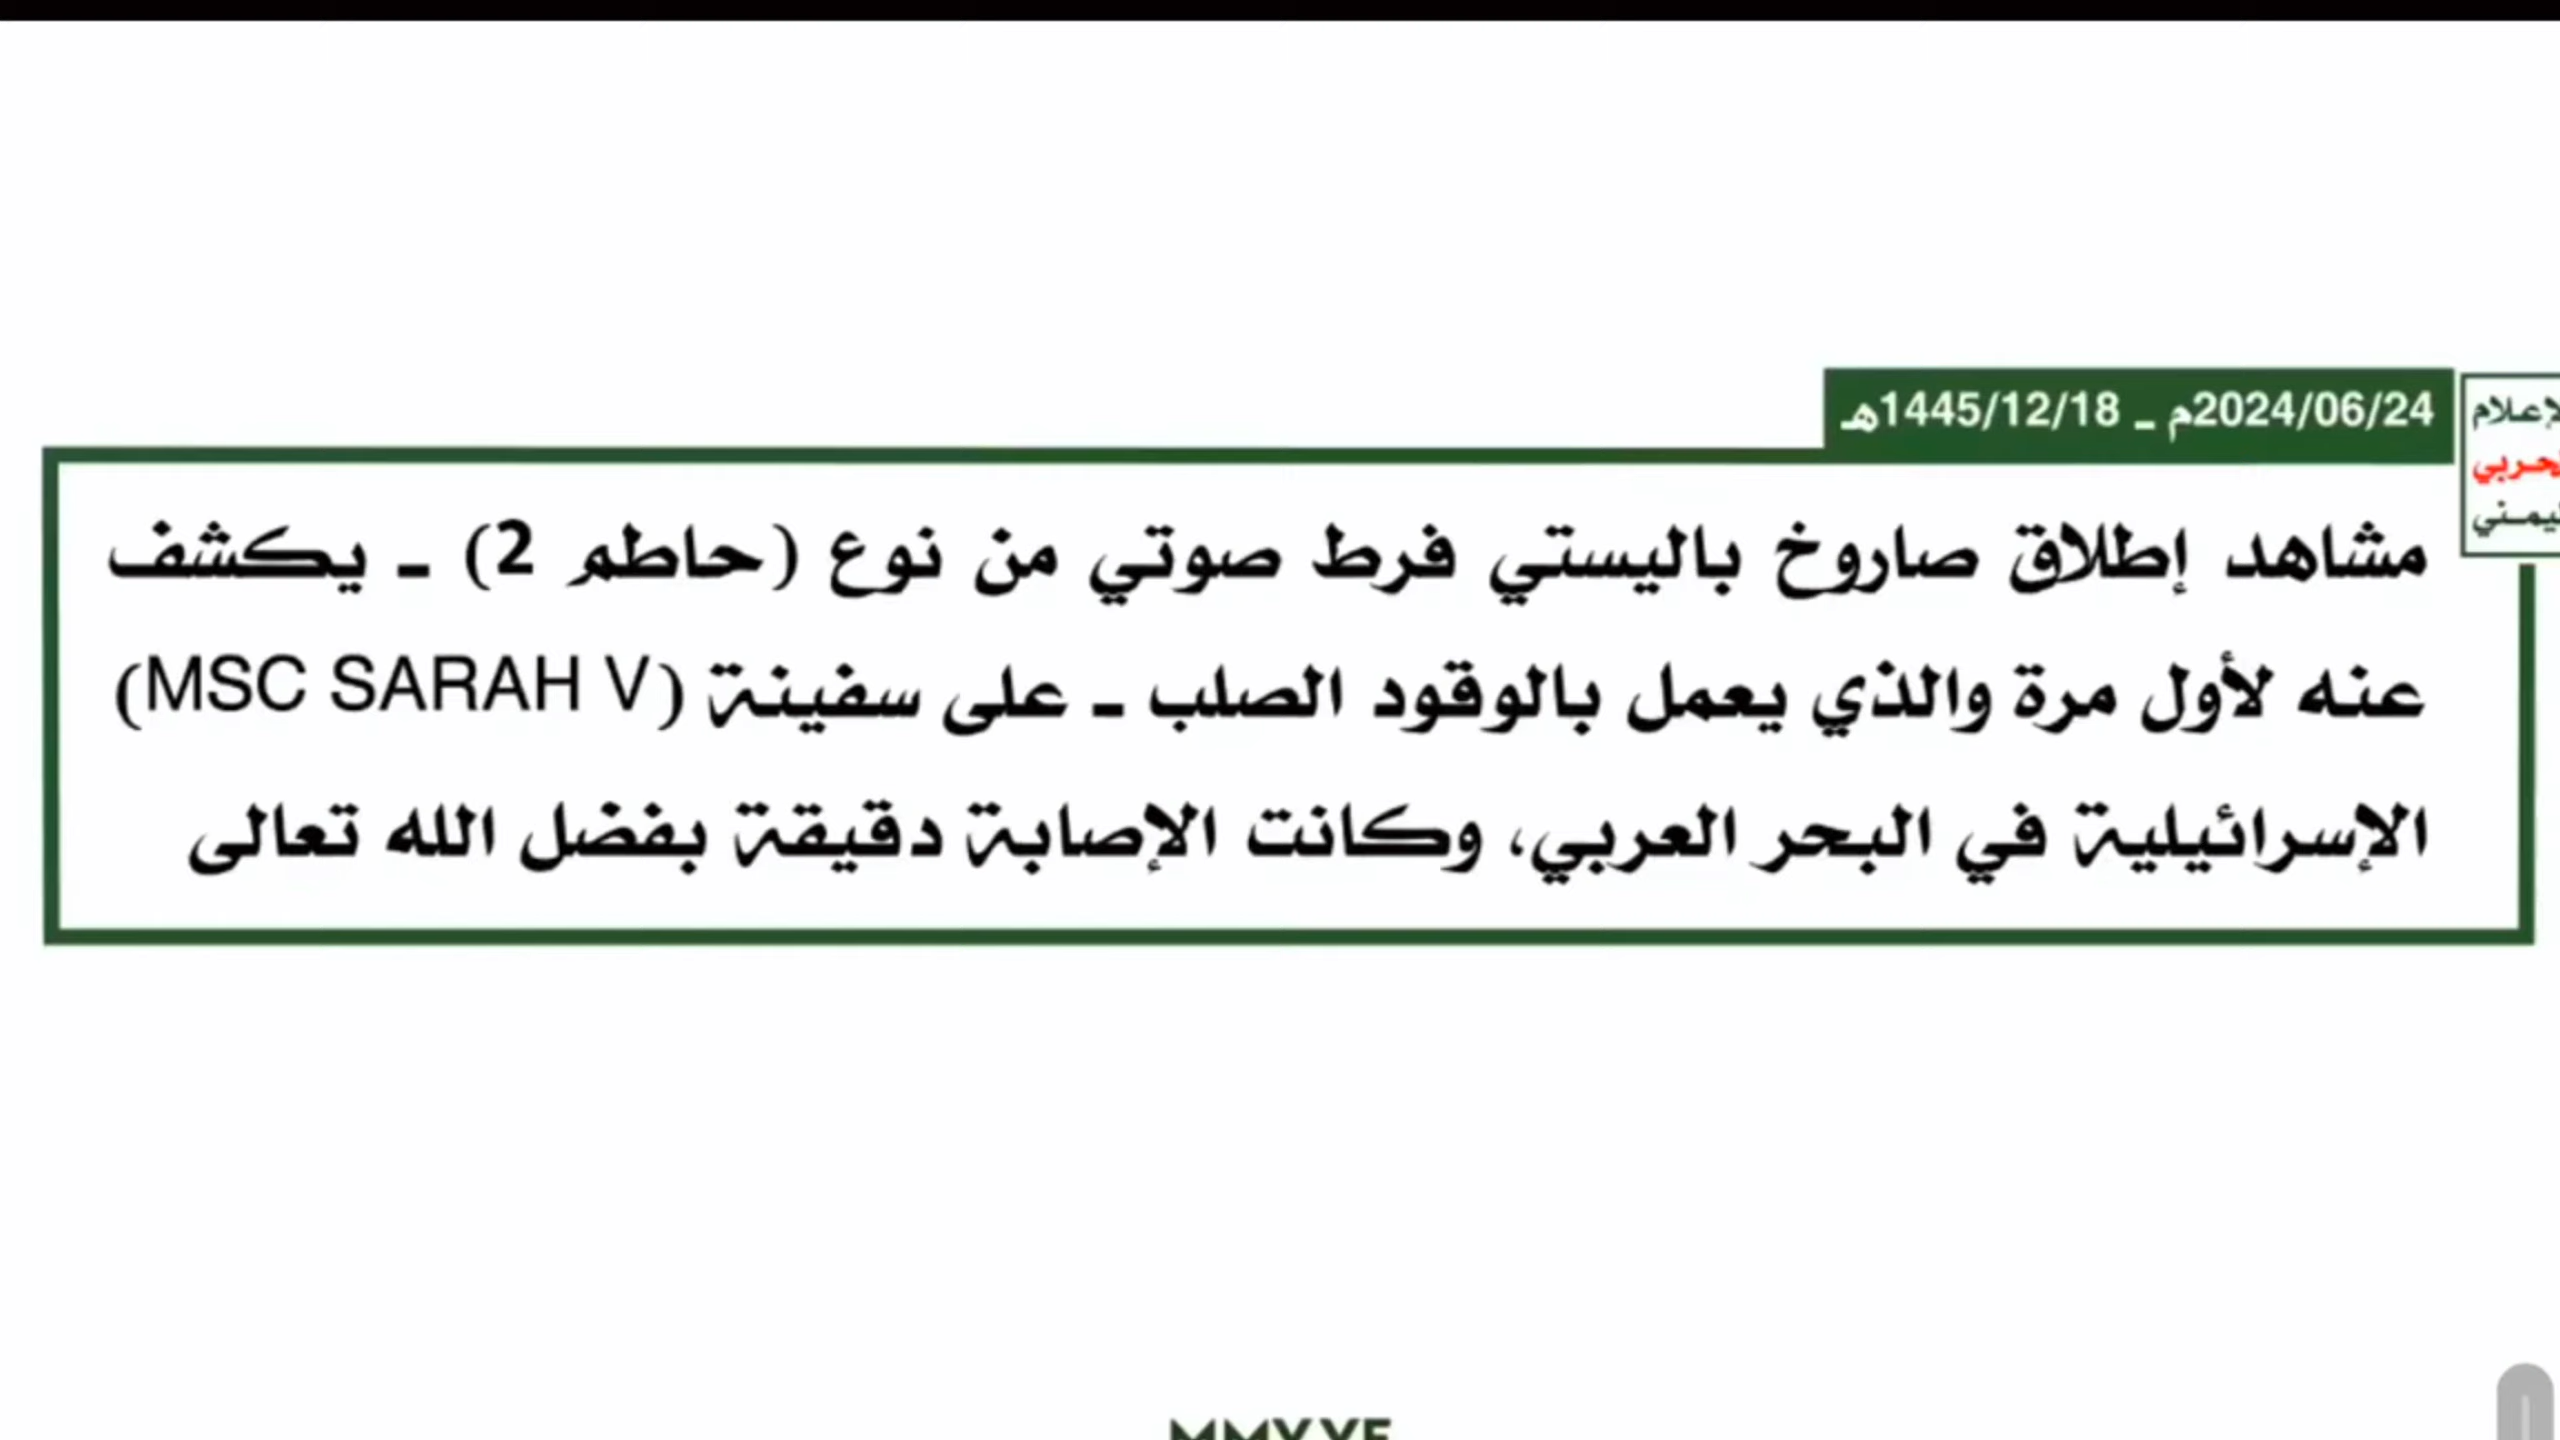 2024/06/24م ـ 1445/12/18هـ
مشاهد إطلاق صاروخ باليستي فرط صوتي من نوع (حاطم 2) ـ يكشف
عنه لأول مرة والذي يعمل بالوقود الصلب ـ على سفينة (MSC SARAH V)
الإسرائيلية في البحر العربي، وكانت الإصابة دقيقة بفضل الله تعالى